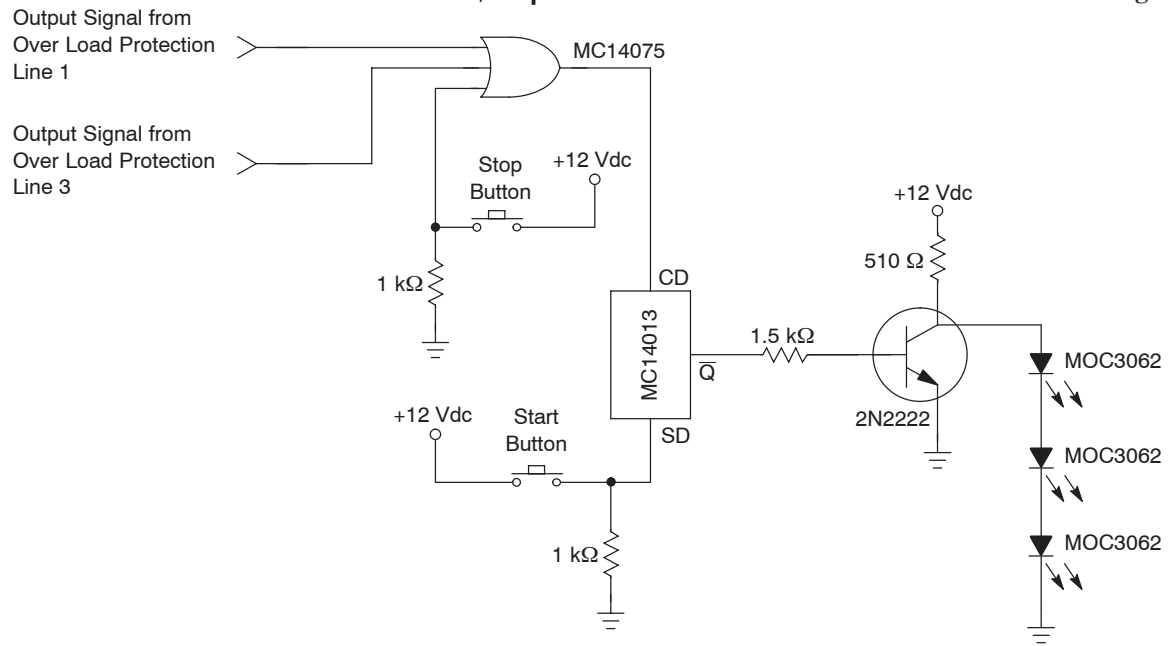 Output Signal from
Over Load Protection
Line 1
MC14075
Output Signal from
Over Load Protection
Line 3
Stop
Button
+12 Vdc
+12 Vdc
510 Ω
1 kΩ
CD
MC14013
1.5 kΩ
Q̅
MOC3062
2N2222
+12 Vdc
Start
Button
SD
MOC3062
MOC3062
1 kΩ